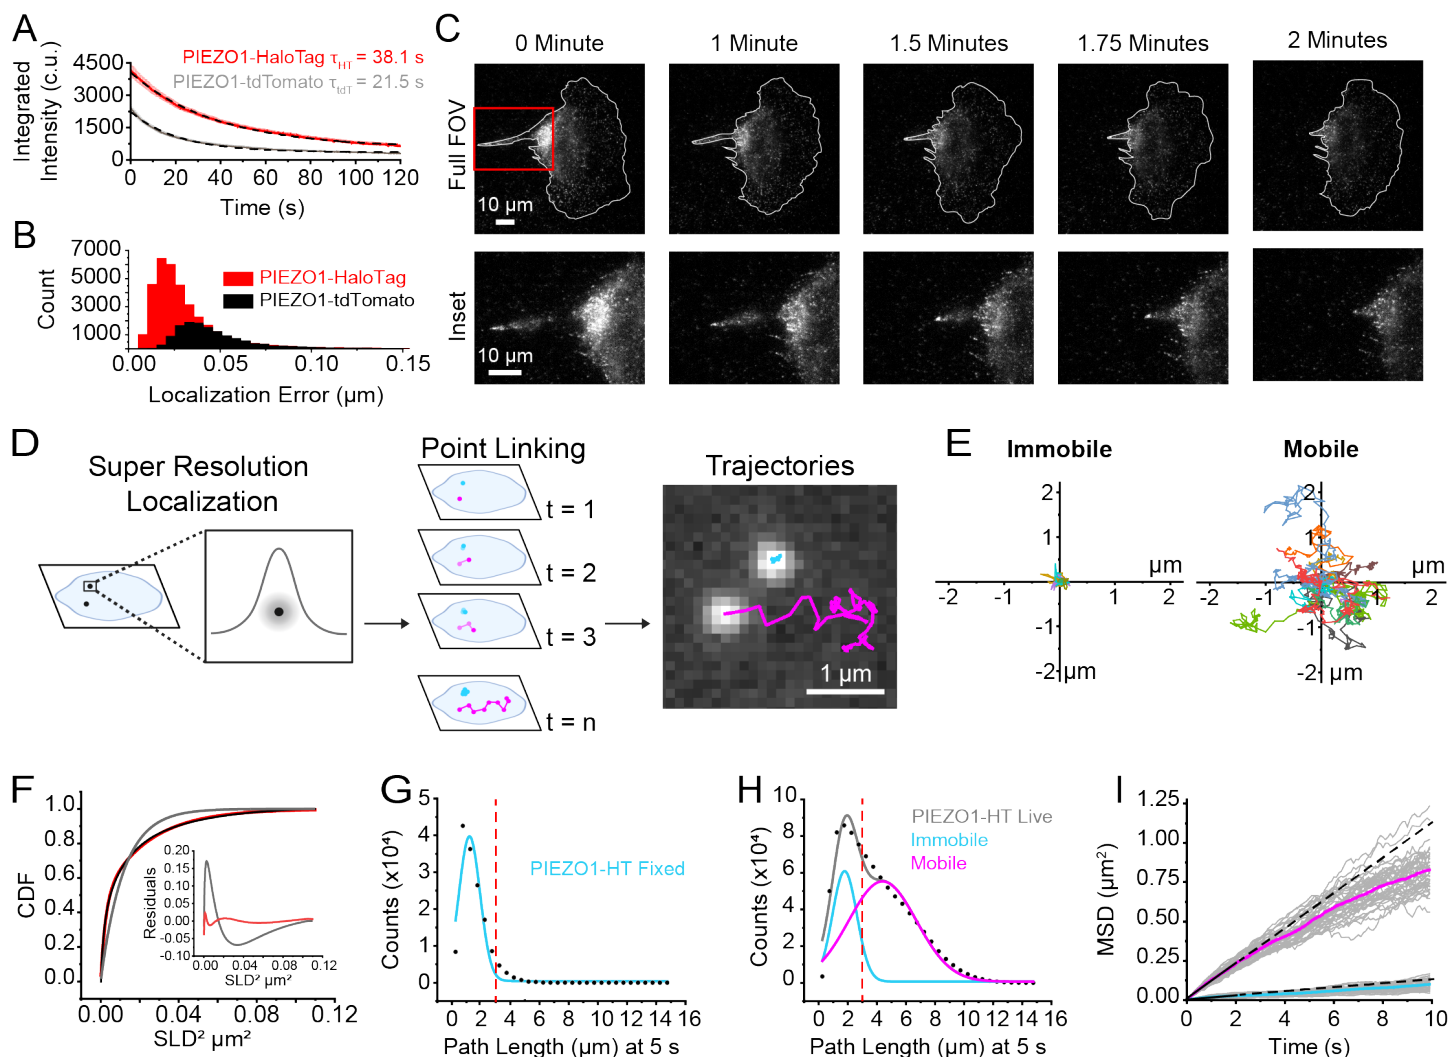 A
Integrated
Intensity (c.u.)
4500
3000
1500
0
PIEZO1-HaloTag τHT = 38.1 s
PIEZO1-tdTomato τtdT = 21.5 s
0 20 40 60 80 100 120
Time (s)
B
Count
7000
5000
3000
1000
PIEZO1-HaloTag
PIEZO1-tdTomato
0.00 0.05 0.10 0.15
Localization Error (µm)
C
0 Minute 1 Minute 1.5 Minutes 1.75 Minutes 2 Minutes
Full FOV
10 µm
Inset
10 µm
D
Super Resolution
Localization
Point Linking
t = 1
t = 2
t = 3
t = n
Trajectories
1 µm
E
Immobile
2
1
µm
-2 -1 1 2
-1
-2 µm
Mobile
2
1
µm
-2 -1 1 2
-1
-2 µm
F
CDF
1.0
0.8
0.6
0.4
0.2
0.0
0.00 0.04 0.08 0.12
SLD² µm²
Residuals
0.20
0.15
0.10
0.05
0.00
-0.05
-0.10
0.00 0.04 0.08 0.12
SLD² µm²
G
Counts (x10⁴)
5
4
3
2
1
0
PIEZO1-HT Fixed
0 2 4 6 8 10 12 14 16
Path Length (µm) at 5 s
H
Counts (x10⁴)
10
8
6
4
2
0
PIEZO1-HT Live
Immobile
Mobile
0 2 4 6 8 10 12 14 16
Path Length (µm) at 5 s
I
MSD (µm²)
1.25
1.00
0.75
0.50
0.25
0.00
0 2 4 6 8 10
Time (s)